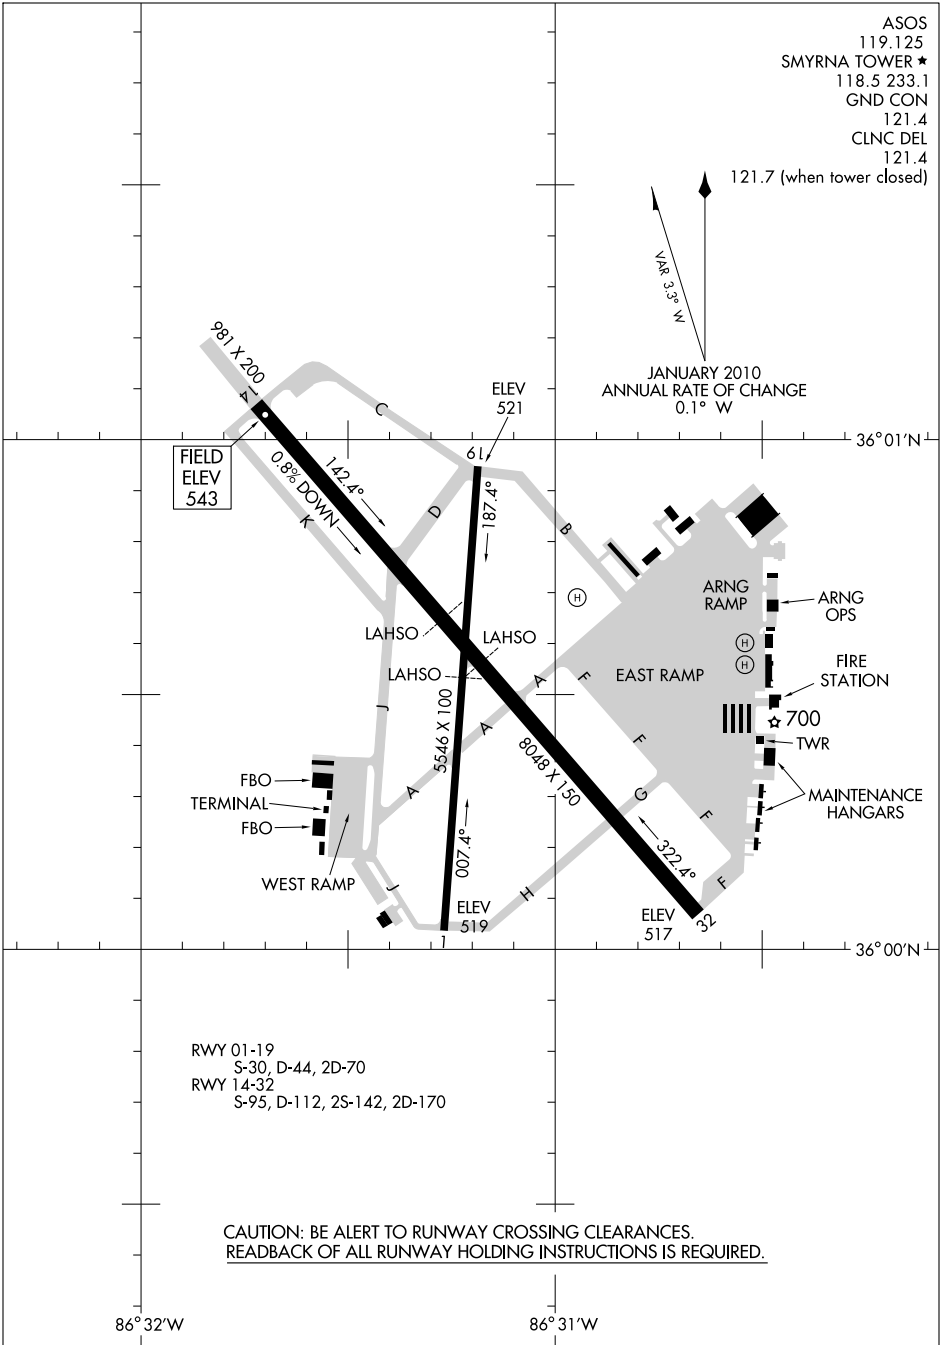 ASOS
119.125
SMYRNA TOWER ★
118.5 233.1
GND CON
121.4
CLNC DEL
121.4
121.7 (when tower closed)
VAR 3.3° W
JANUARY 2010
ANNUAL RATE OF CHANGE
0.1° W
981 X 200
14
C
ELEV
521
36°01'N
FIELD
ELEV
543
0.8% DOWN
142.4°
19
187.4°
K
D
B
H
ARNG
RAMP
ARNG
OPS
LAHSO
LAHSO
LAHSO
H
H
EAST RAMP
FIRE
STATION
A
F
J
5546 X 100
A
F
700
TWR
8048 X 150
FBO
TERMINAL
FBO
A
G
F
MAINTENANCE
HANGARS
007.4°
322.4°
WEST RAMP
J
H
F
ELEV
519
ELEV
517
32
1
36°00'N
RWY 01-19
S-30, D-44, 2D-70
RWY 14-32
S-95, D-112, 2S-142, 2D-170
CAUTION: BE ALERT TO RUNWAY CROSSING CLEARANCES.
READBACK OF ALL RUNWAY HOLDING INSTRUCTIONS IS REQUIRED.
86°32'W
86°31'W